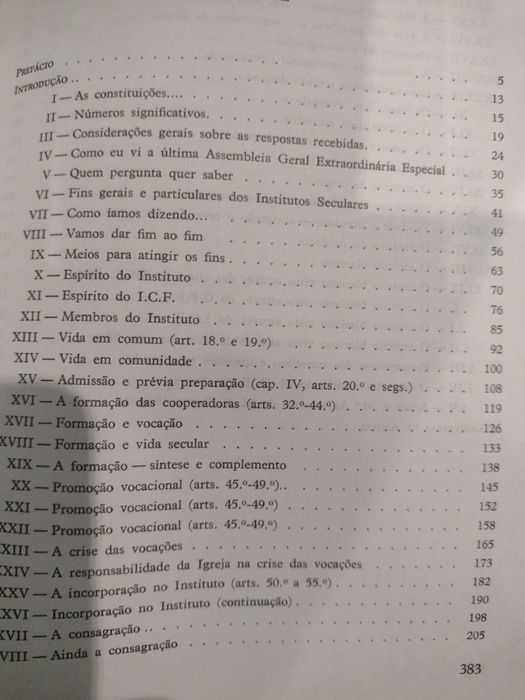 PREFÁCIO . . . . . . . . . . . . 5
INTRODUÇÃO . . . . . . . . . . . . 13
I — As constituições.... . . . . . . . . . 15
II — Números significativos. . . . . . . . . 19
III — Considerações gerais sobre as respostas recebidas. . . . 24
IV — Como eu vi a última Assembleia Geral Extraordinária Especial 30
V — Quem pergunta quer saber . . . . . . . . 35
VI — Fins gerais e particulares dos Institutos Seculares . . . . 41
VII — Como íamos dizendo... . . . . . . . . 49
VIII — Vamos dar fim ao fim . . . . . . . . 56
IX — Meios para atingir os fins . . . . . . . . 63
X — Espírito do Instituto . . . . . . . . 70
XI — Espírito do I.C.F. . . . . . . . . 76
XII — Membros do Instituto . . . . . . . . 85
XIII — Vida em comum (art. 18.º e 19.º) . . . . . . 92
XIV — Vida em comunidade . . . . . . . . 100
XV — Admissão e prévia preparação (cap. IV, arts. 20.º e segs.) . . . 108
XVI — A formação das cooperadoras (arts. 32.º-44.º) . . . . . 119
XVII — Formação e vocação . . . . . . . . 126
XVIII — Formação e vida secular . . . . . . . . 133
XIX — A formação — síntese e complemento . . . . . . 138
XX — Promoção vocacional (arts. 45.º-49.º).. . . . . . 145
XXI — Promoção vocacional (arts. 45.º-49.º) . . . . . . 152
XXII — Promoção vocacional (arts. 45.º-49.º) . . . . . . 158
XIII — A crise das vocações . . . . . . . . 165
XIV — A responsabilidade da Igreja na crise das vocações . . . . 173
XXV — A incorporação no Instituto (arts. 50.º a 55.º) . . . . . 182
XVI — Incorporação no Instituto (continuação) . . . . . . 190
XVII — A consagração .. . . . . . . . . 198
VIII — Ainda a consagração . . . . . . . . 205
383